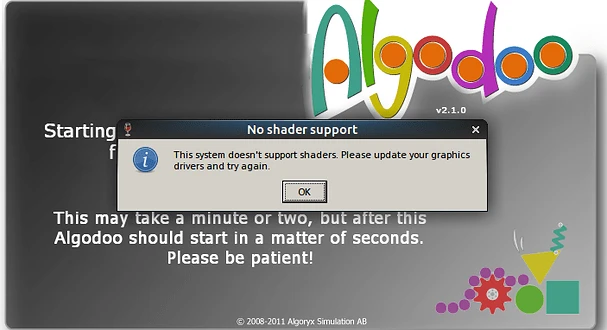 Algodoo
v2.1.0
Starting
f
No shader support
This system doesn't support shaders. Please update your graphics
drivers and try again.
OK
This may take a minute or two, but after this
Algodoo should start in a matter of seconds.
Please be patient!
© 2008-2011 Algoryx Simulation AB